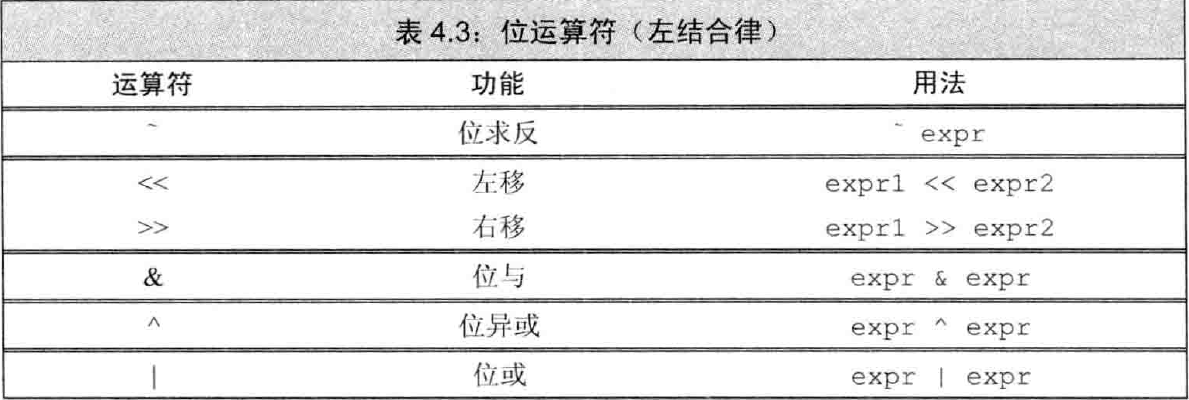 表 4.3：位运算符（左结合律）
运算符 功能 用法
~ 位求反 ~ expr
<< 左移 expr1 << expr2
>> 右移 expr1 >> expr2
& 位与 expr & expr
^ 位异或 expr ^ expr
| 位或 expr | expr